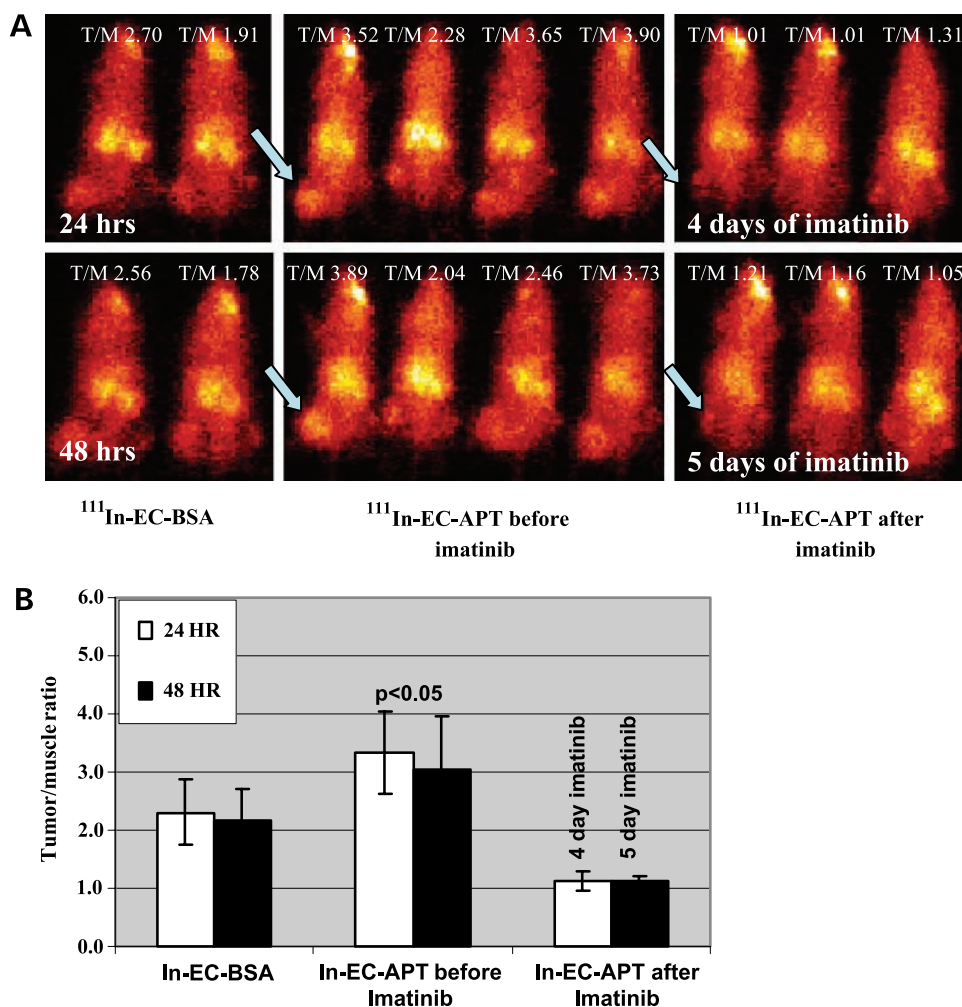 A
T/M 2.70 T/M 1.91 T/M 3.52 T/M 2.28 T/M 3.65 T/M 3.90 T/M 1.01 T/M 1.01 T/M 1.31
24 hrs 4 days of imatinib
T/M 2.56 T/M 1.78 T/M 3.89 T/M 2.04 T/M 2.46 T/M 3.73 T/M 1.21 T/M 1.16 T/M 1.05
48 hrs 5 days of imatinib
¹¹¹In-EC-BSA
¹¹¹In-EC-APT before
imatinib
¹¹¹In-EC-APT after
imatinib
B
Tumor/muscle ratio
6.0
5.0
4.0
3.0
2.0
1.0
0.0
24 HR
48 HR
p<0.05
4 day imatinib
5 day imatinib
In-EC-BSA
In-EC-APT before
Imatinib
In-EC-APT after
Imatinib